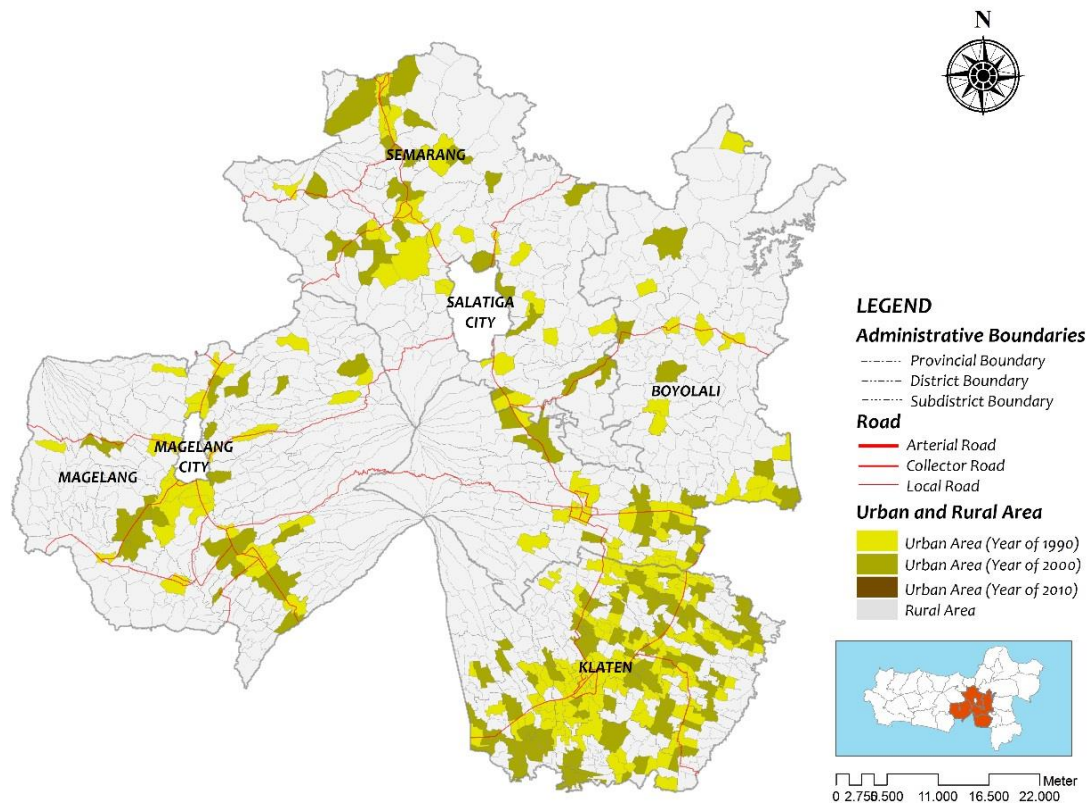 N
SEMARANG
SALATIGA
CITY
BOYOLALI
MAGELANG
CITY
MAGELANG
KLATEN
LEGEND
Administrative Boundaries
Provincial Boundary
District Boundary
Subdistrict Boundary
Road
Arterial Road
Collector Road
Local Road
Urban and Rural Area
Urban Area (Year of 1990)
Urban Area (Year of 2000)
Urban Area (Year of 2010)
Rural Area
Meter
0 2.7505.500 11.000 16.500 22.000